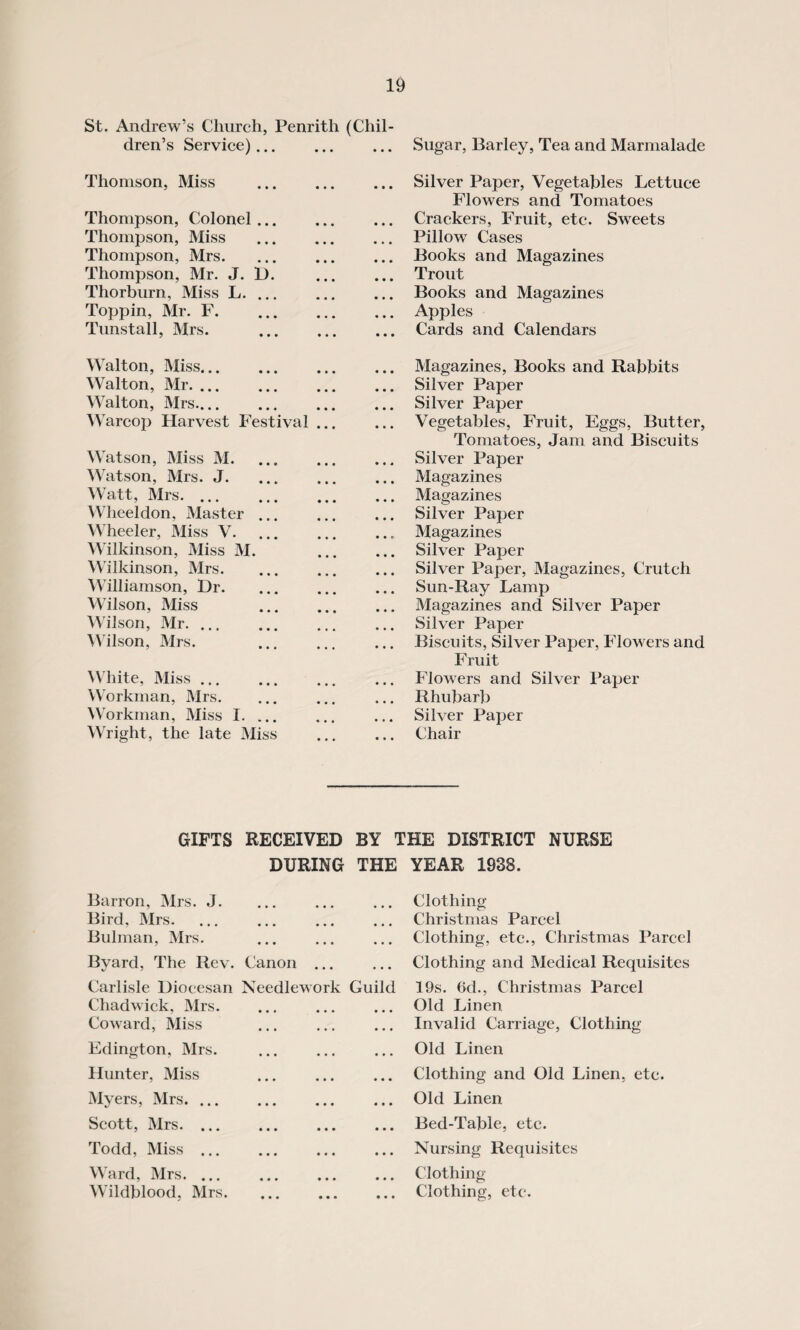 19
St. Andrew's Church, Penrith (Chil-
dren's Service) ... ... ... Sugar, Barley, Tea and Marmalade
Thomson, Miss ... ... ... Silver Paper, Vegetables Lettuce
Flowers and Tomatoes
Thompson, Colonel ... ... ... Crackers, Fruit, etc. Sweets
Thompson, Miss ... ... ... Pillow Cases
Thompson, Mrs. ... ... ... Books and Magazines
Thompson, Mr. J. D. ... ... Trout
Thorburn, Miss L. ... ... ... Books and Magazines
Toppin, Mr. F. ... ... ... Apples
Tunstall, Mrs. ... ... ... Cards and Calendars
Walton, Miss... ... ... ... Magazines, Books and Rabbits
Walton, Mr. ... ... ... ... Silver Paper
Walton, Mrs.... ... ... ... Silver Paper
Warcop Harvest Festival ... ... Vegetables, Fruit, Eggs, Butter,
Tomatoes, Jam and Biscuits
Watson, Miss M. ... ... ... Silver Paper
Watson, Mrs. J. ... ... ... Magazines
Watt, Mrs. ... ... ... ... Magazines
Wheeldon, Master ... ... ... Silver Paper
Wheeler, Miss V. ... ... ... Magazines
Wilkinson, Miss M. ... ... Silver Paper
Wilkinson, Mrs. ... ... ... Silver Paper, Magazines, Crutch
Williamson, Dr. ... ... ... Sun-Ray Lamp
Wilson, Miss ... ... ... Magazines and Silver Paper
Wilson, Mr. ... ... ... ... Silver Paper
Wilson, Mrs. ... ... ... Biscuits, Silver Paper, Flowers and
Fruit
White, Miss ... ... ... ... Flowers and Silver Paper
Workman, Mrs. ... ... ... Rhubarb
Workman, Miss I. ... ... ... Silver Paper
Wright, the late Miss ... ... Chair
GIFTS RECEIVED BY THE DISTRICT NURSE
DURING THE YEAR 1938.
Barron, Mrs. J. ... ... ... Clothing
Bird, Mrs. ... ... ... ... Christmas Parcel
Bulman, Mrs. ... ... ... Clothing, etc., Christmas Parcel
Byard, The Rev. Canon ... ... Clothing and Medical Requisites
Carlisle Diocesan Needlework Guild 19s. 6d., Christmas Parcel
Chadwick, Mrs. ... ... ... Old Linen
Coward, Miss ... ... ... Invalid Carriage, Clothing
Edington, Mrs. ... ... ... Old Linen
Hunter, Miss ... ... ... Clothing and Old Linen, etc.
Myers, Mrs. ... ... ... ... Old Linen
Scott, Mrs. ... ... ... ... Bed-Table, etc.
Todd, Miss ... ... ... ... Nursing Requisites
Ward, Mrs. ... ... ... ... Clothing
Wildblood, Mrs. ... ... ... Clothing, etc.